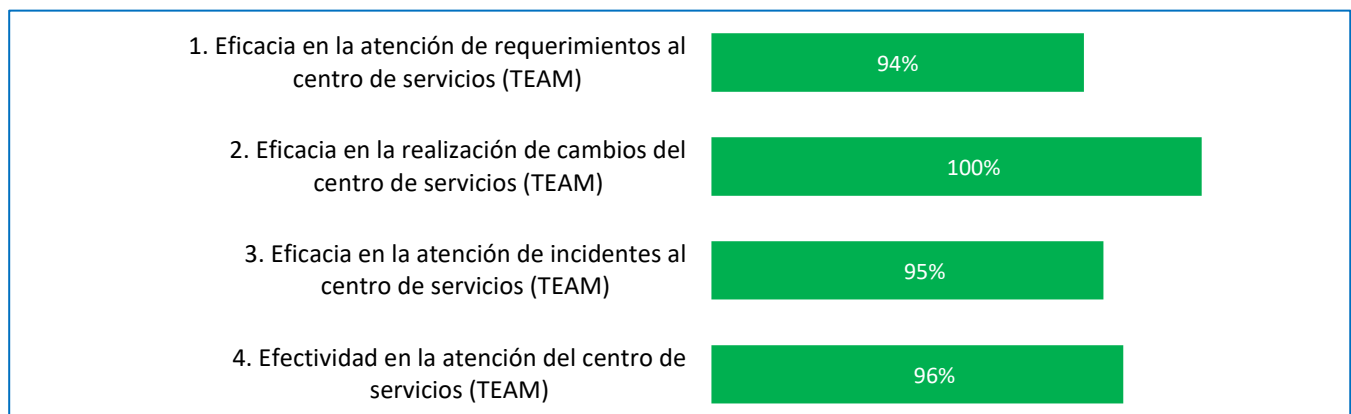 1. Eficacia en la atención de requerimientos al
centro de servicios (TEAM)
94%
2. Eficacia en la realización de cambios del
centro de servicios (TEAM)
100%
3. Eficacia en la atención de incidentes al
centro de servicios (TEAM)
95%
4. Efectividad en la atención del centro de
servicios (TEAM)
96%